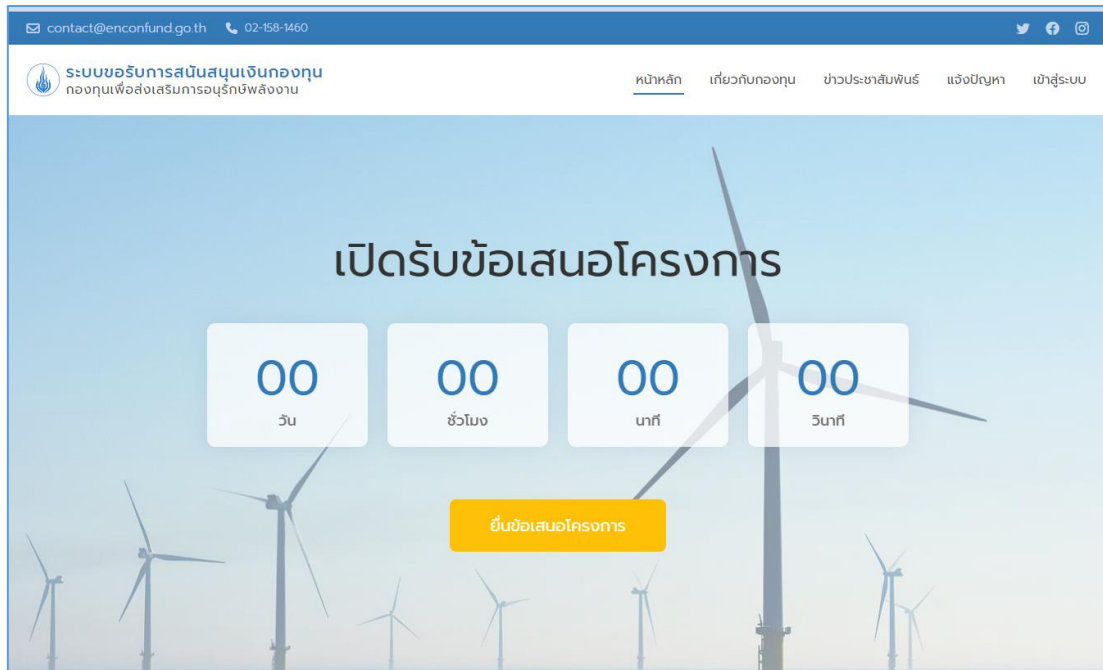 contact@enconfund.go.th 02-158-1460
ระบบขอรับการสนันสนุนเงินกองทุน
กองทุนเพื่อส่งเสริมการอนุรักษ์พลังงาน
หน้าหลัก เกี่ยวกับกองทุน ข่าวประชาสัมพันธ์ แจ้งปัญหา เข้าสู่ระบบ
เปิดรับข้อเสนอโครงการ
00 00 00 00
วัน ชั่วโมง นาที วินาที
ยื่นข้อเสนอโครงการ